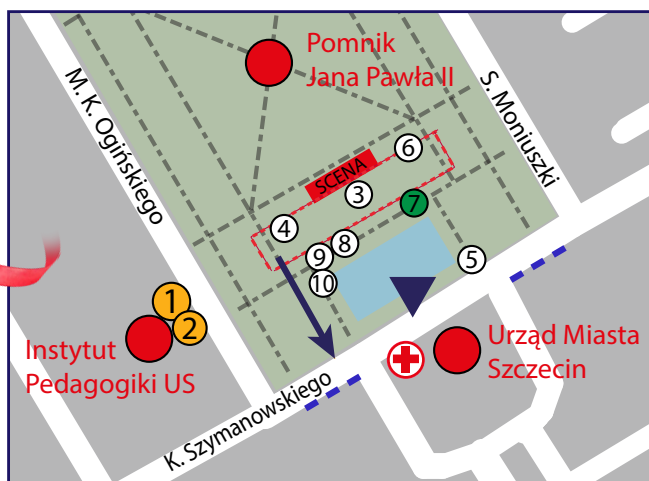 Pomnik
Jana Pawła II
M. K. Ogińskiego
S. Moniuszki
6
SCENA
3
7
4
8
9
5
10
1
2
Instytut
Pedagogiki US
Urząd Miasta
Szczecin
K. Szymanowskiego